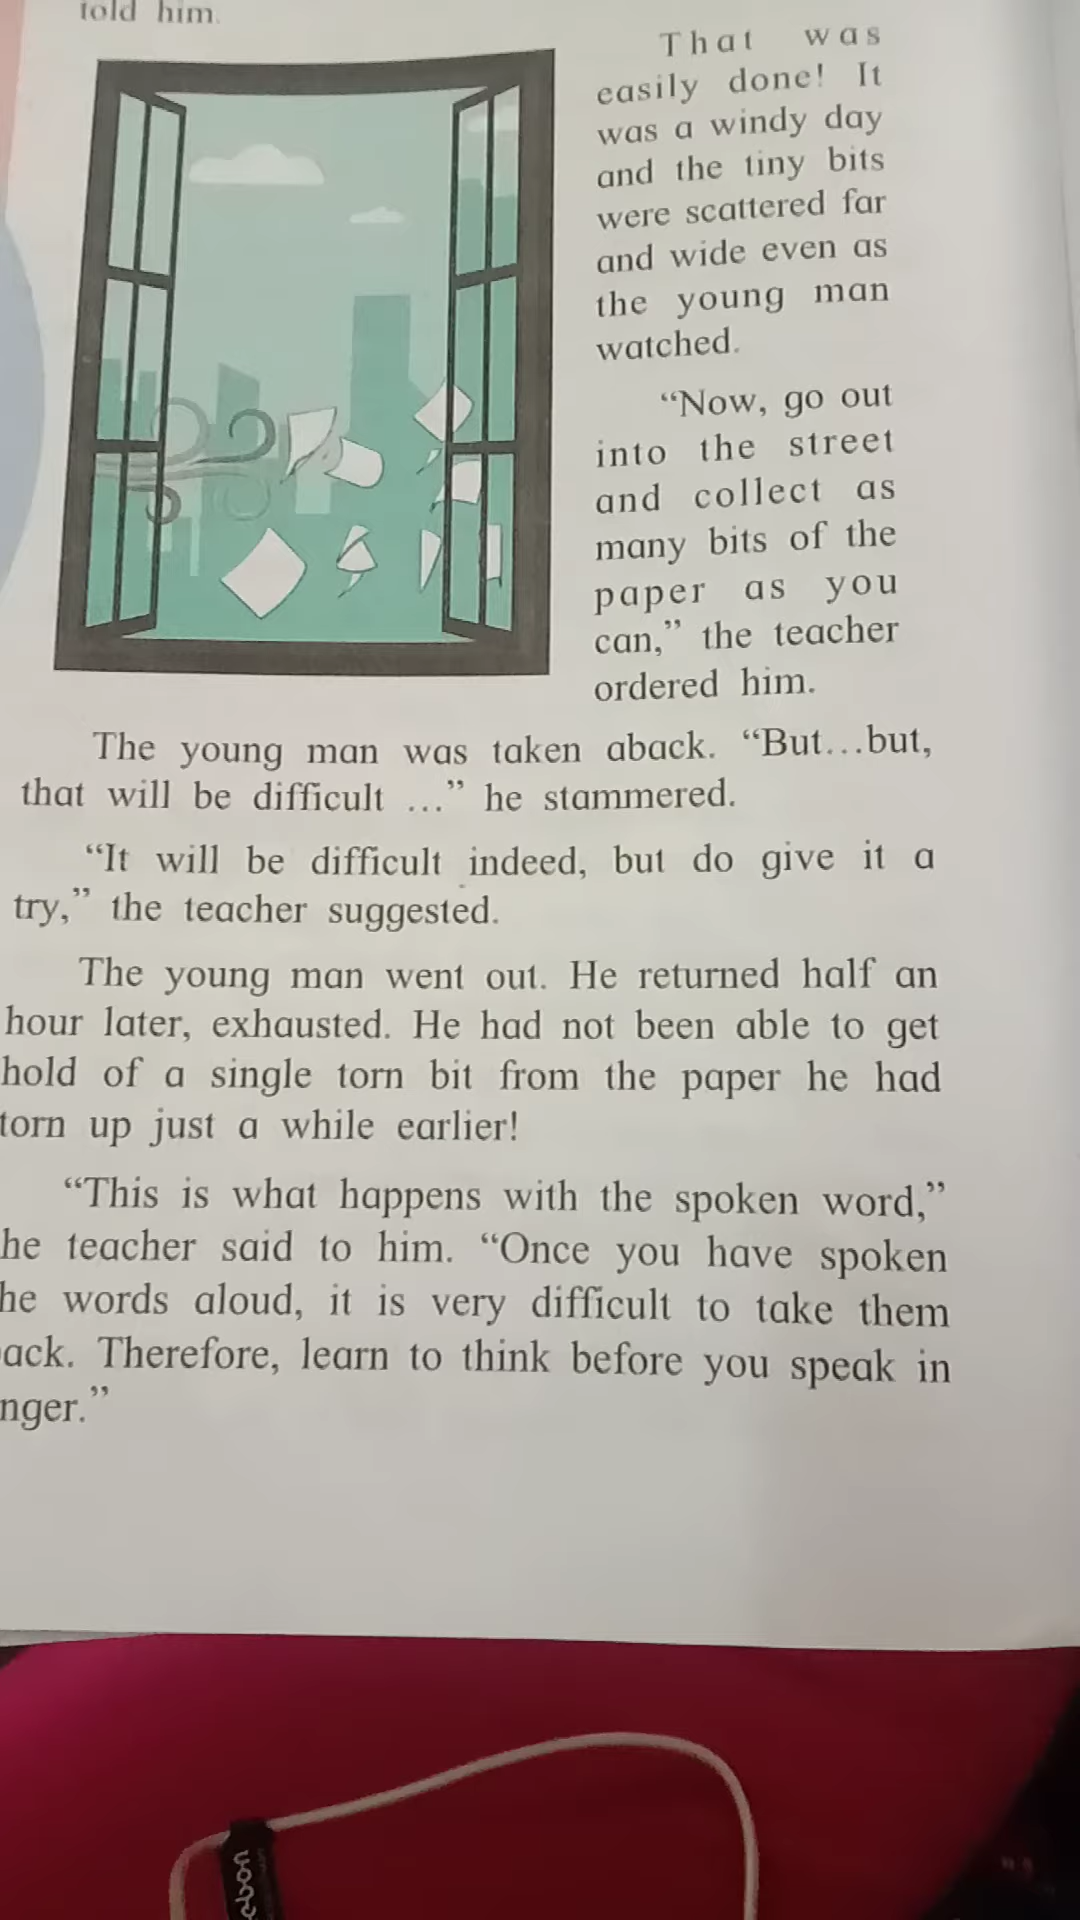 told him.
That was
easily done! It
was a windy day
and the tiny bits
were scattered far
and wide even as
the young man
watched.
“Now, go out
into the street
and collect as
many bits of the
paper as you
can,” the teacher
ordered him.
The young man was taken aback. “But...but,
that will be difficult ...” he stammered.
“It will be difficult indeed, but do give it a
try,” the teacher suggested.
The young man went out. He returned half an
hour later, exhausted. He had not been able to get
hold of a single torn bit from the paper he had
torn up just a while earlier!
“This is what happens with the spoken word,”
he teacher said to him. “Once you have spoken
he words aloud, it is very difficult to take them
ack. Therefore, learn to think before you speak in
nger.”